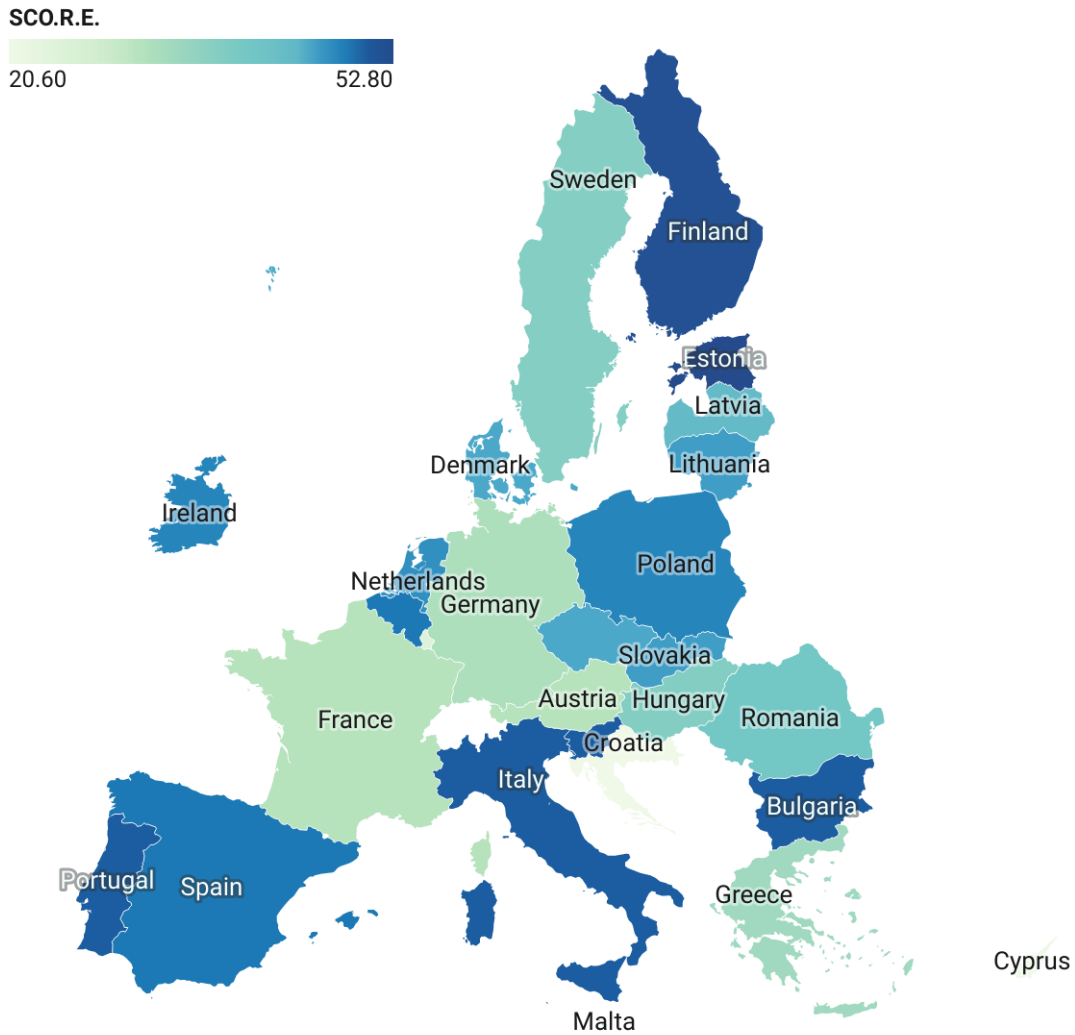 SCO.R.E.
20.60 52.80
Sweden
Finland
Estonia
Latvia
Denmark
Lithuania
Ireland
Poland
Netherlands
Germany
Slovakia
Austria
Hungary
France
Romania
Croatia
Italy
Bulgaria
Portugal
Spain
Greece
Cyprus
Malta